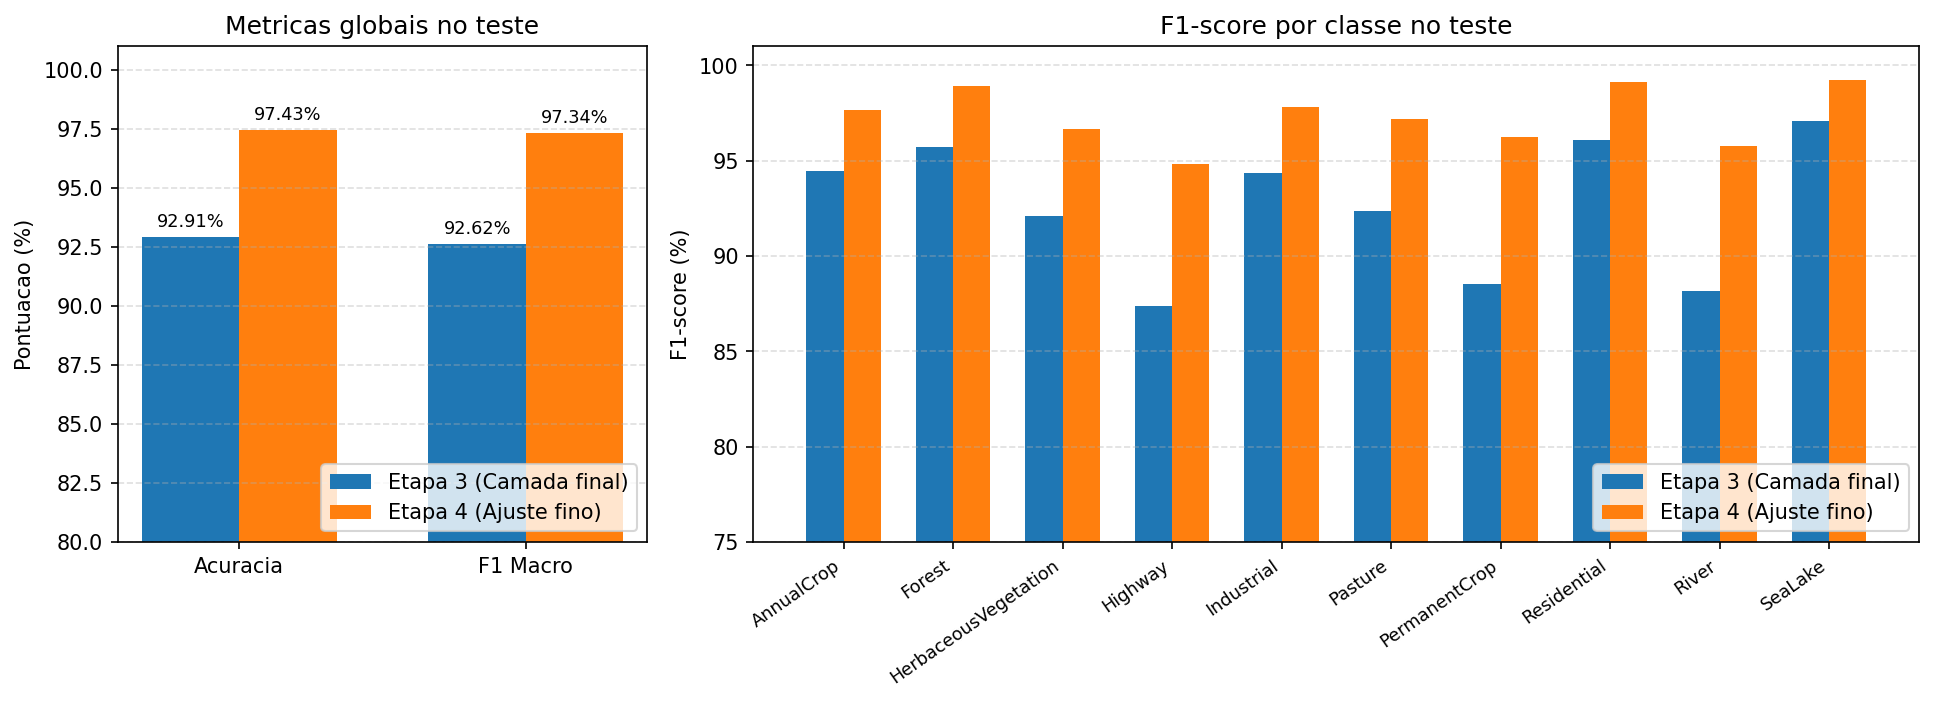 Metricas globais no teste
Pontuacao (%)
100.0
97.5
95.0
92.5
90.0
87.5
85.0
82.5
80.0
92.91%
97.43%
92.62%
97.34%
Etapa 3 (Camada final)
Etapa 4 (Ajuste fino)
Acuracia
F1 Macro
F1-score por classe no teste
F1-score (%)
100
95
90
85
80
75
Etapa 3 (Camada final)
Etapa 4 (Ajuste fino)
AnnualCrop
Forest
HerbaceousVegetation
Highway
Industrial
Pasture
PermanentCrop
Residential
River
SeaLake